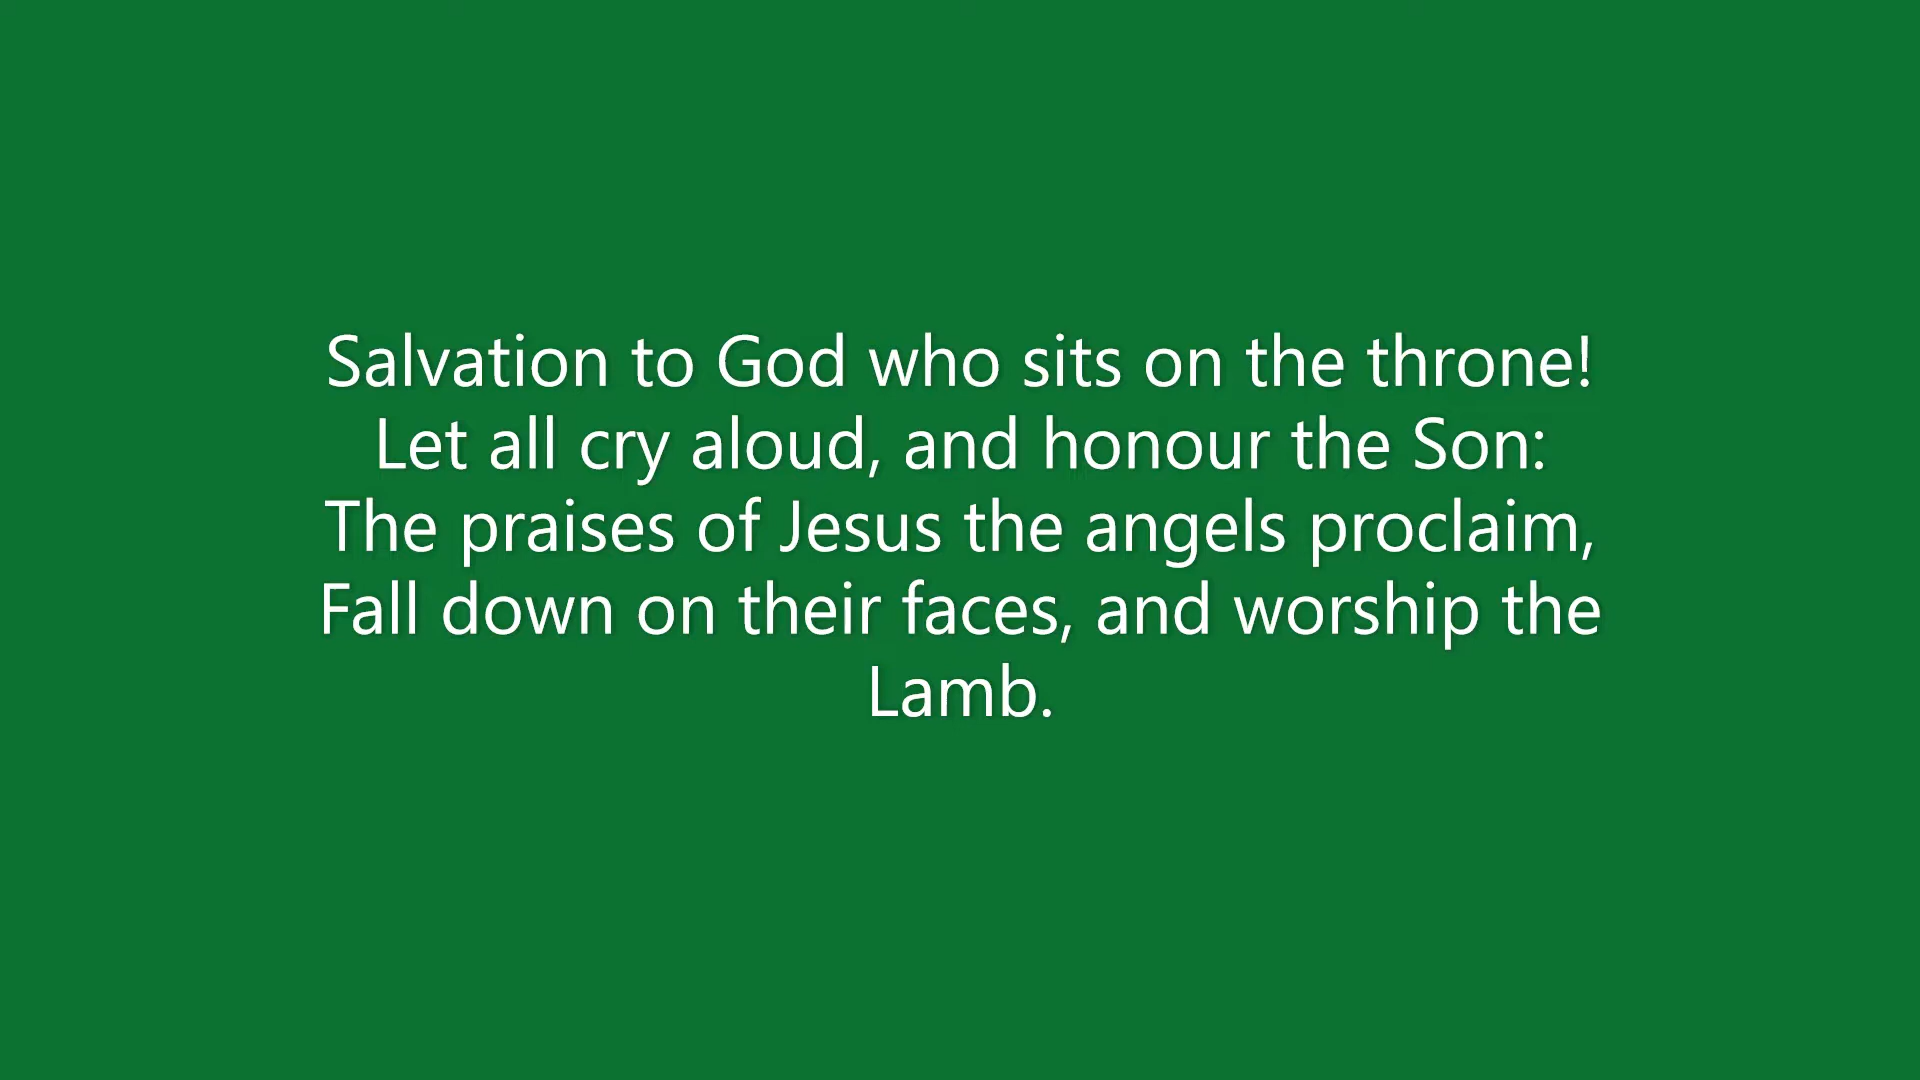 Salvation to God who sits on the throne!
Let all cry aloud, and honour the Son:
The praises of Jesus the angels proclaim,
Fall down on their faces, and worship the
Lamb.